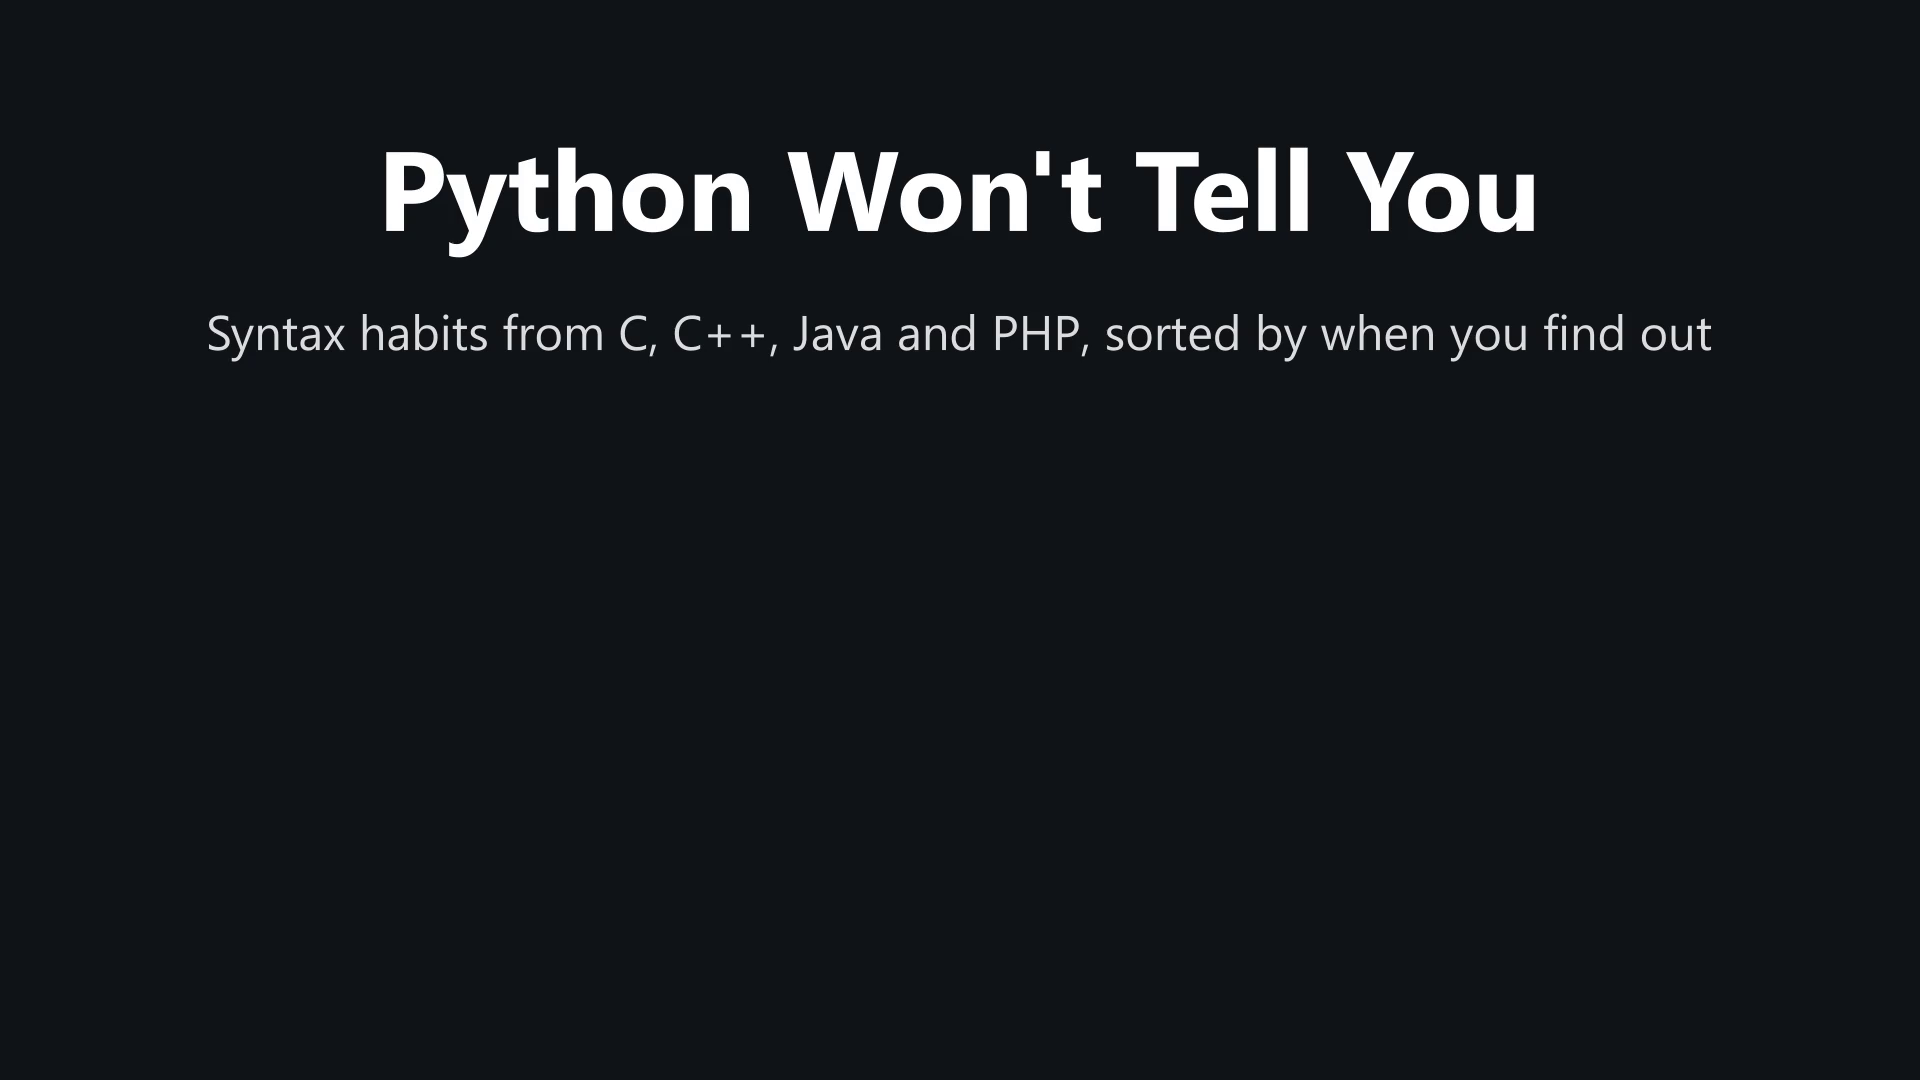 Python Won't Tell You
Syntax habits from C, C++, Java and PHP, sorted by when you find out